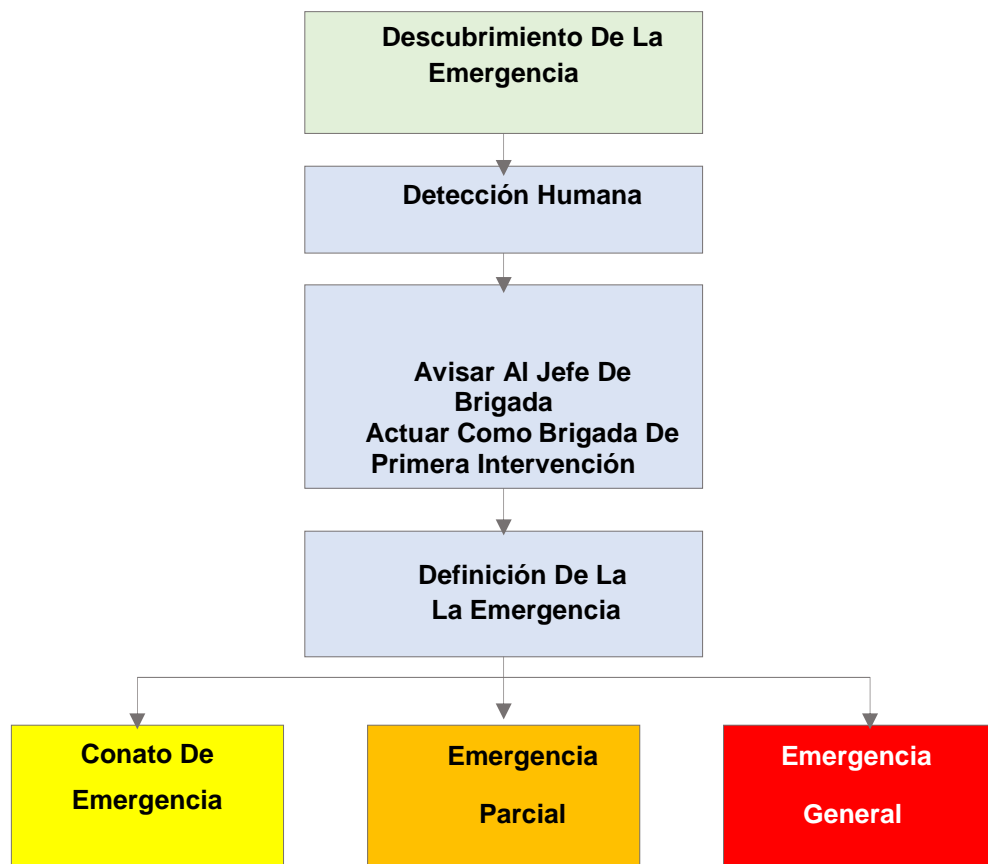 Descubrimiento De La
Emergencia
Detección Humana
Avisar Al Jefe De
Brigada
Actuar Como Brigada De
Primera Intervención
Definición De La
La Emergencia
Conato De
Emergencia
Emergencia
Parcial
Emergencia
General